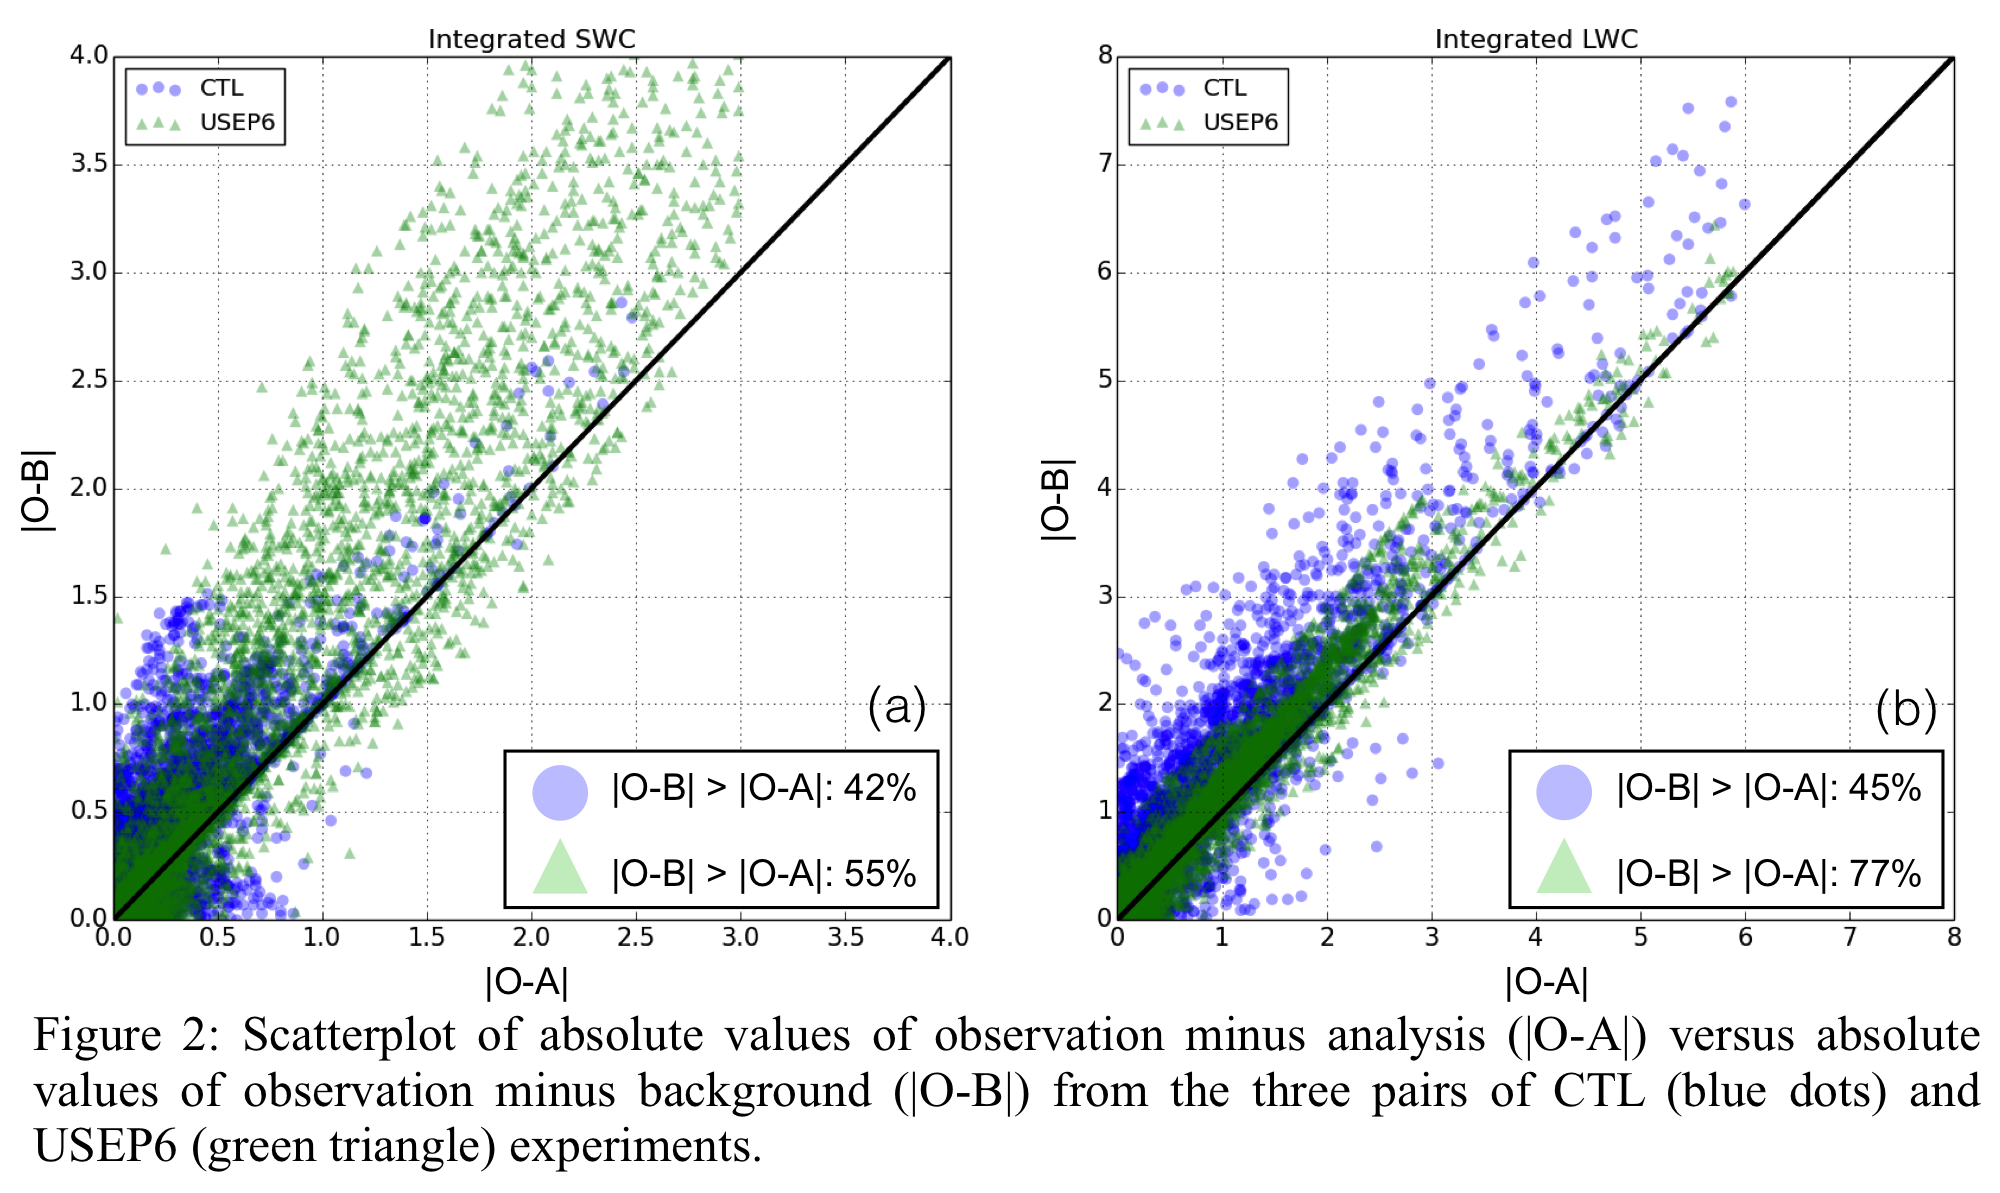 Integrated SWC
4.0
3.5
3.0
2.5
2.0
1.5
1.0
0.5
0.0
|O-B|
CTL
USEP6
(a)
|O-B| > |O-A|: 42%
|O-B| > |O-A|: 55%
0.0 0.5 1.0 1.5 2.0 2.5 3.0 3.5 4.0
|O-A|
Integrated LWC
8
7
6
5
4
3
2
1
0
|O-B|
CTL
USEP6
(b)
|O-B| > |O-A|: 45%
|O-B| > |O-A|: 77%
0 1 2 3 4 5 6 7 8
|O-A|
Figure 2: Scatterplot of absolute values of observation minus analysis (|O-A|) versus absolute
values of observation minus background (|O-B|) from the three pairs of CTL (blue dots) and
USEP6 (green triangle) experiments.